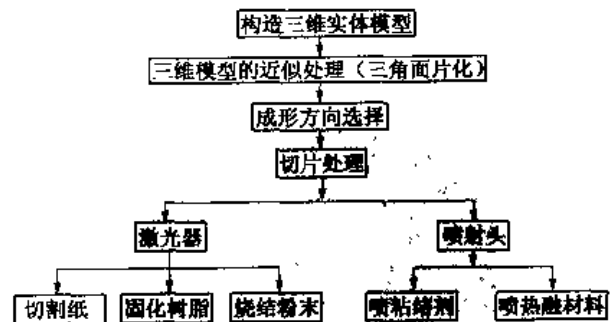 构造三维实体模型
三维模型的近似处理（三角面片化）
成形方向选择
切片处理
激光器 喷射头
切割纸 固化树脂 烧结粉末 喷粘结剂 喷热融材料